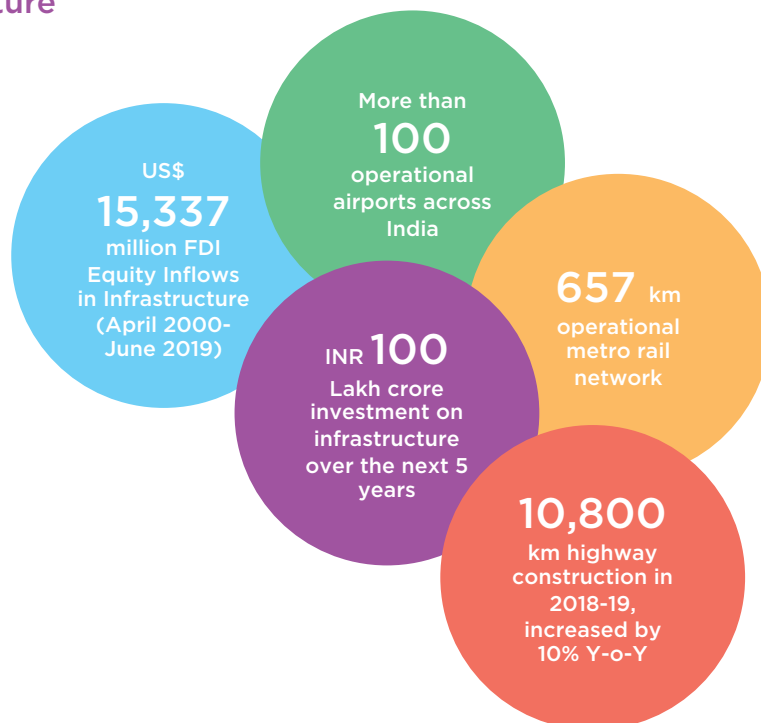 ture
US$
15,337
million FDI
Equity Inflows
in Infrastructure
(April 2000-
June 2019)
More than
100
operational
airports across
India
657 km
operational
metro rail
network
INR 100
Lakh crore
investment on
infrastructure
over the next 5
years
10,800
km highway
construction in
2018-19,
increased by
10% Y-o-Y